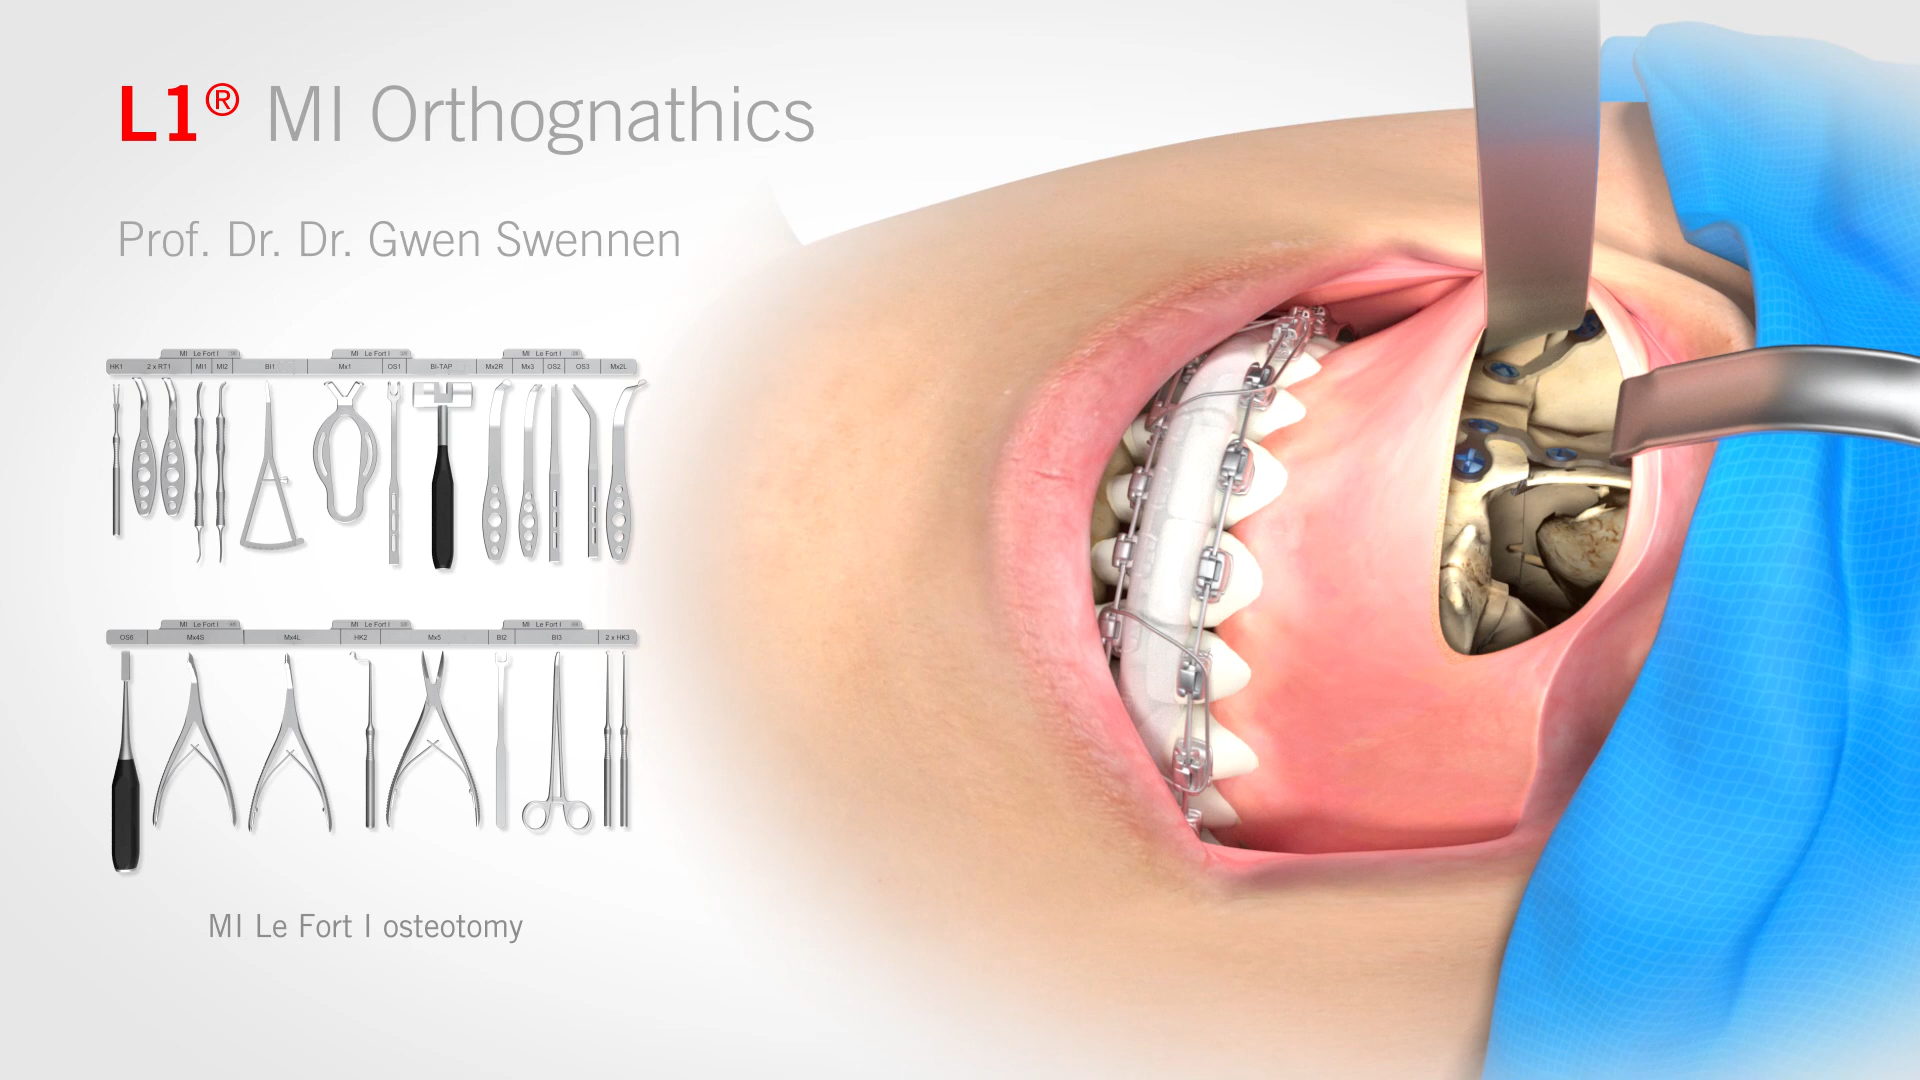 L1® MI Orthognathics
Prof. Dr. Dr. Gwen Swennen
MI Le Fort I MI Le Fort I MI Le Fort I
HK1 2 x RT1 MI1 MI2 BI1 Mx1 OS1 BI-TAP Mx2R Mx3 OS2 OS3 Mx2L
MI Le Fort I MI Le Fort I MI Le Fort I
OS6 Mx4S Mx4L HK2 Mx5 BI2 BI3 2 x HK3
MI Le Fort I osteotomy